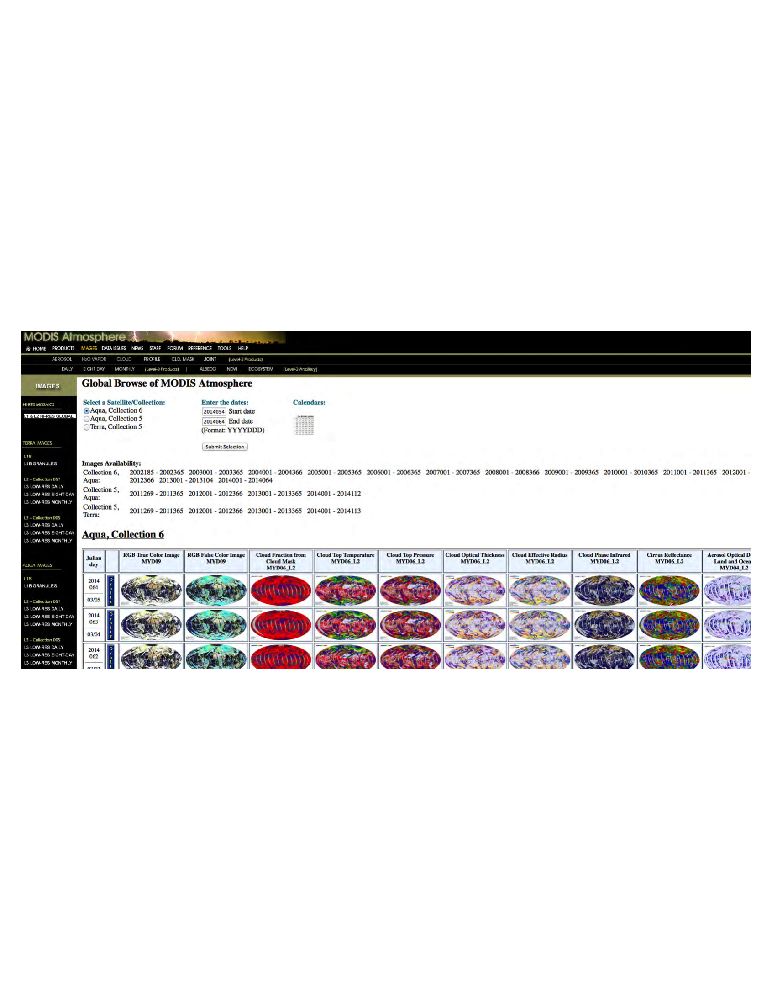 MODIS Atmosphere
HOME PRODUCTS IMAGES DATA ISSUES NEWS STAFF FORUM REFERENCE TOOLS HELP
AEROSOL H2O VAPOR CLOUD PROFILE CLD. MASK JOINT (Level-2 Products)
DAILY EIGHT DAY MONTHLY (Level-3 Products) | ALBEDO NDVI ECOSYSTEM (Level-3 Ancillary)
IMAGES
HI-RES MOSAICS
L1 & L2 HI-RES GLOBAL
TERRA IMAGES
L1B
L1B GRANULES
L3 – Collection 051
L3 LOW-RES DAILY
L3 LOW-RES EIGHT-DAY
L3 LOW-RES MONTHLY
L3 – Collection 005
L3 LOW-RES DAILY
L3 LOW-RES EIGHT-DAY
L3 LOW-RES MONTHLY
AQUA IMAGES
L1B
L1B GRANULES
L3 – Collection 051
L3 LOW-RES DAILY
L3 LOW-RES EIGHT-DAY
L3 LOW-RES MONTHLY
L3 – Collection 005
L3 LOW-RES DAILY
L3 LOW-RES EIGHT-DAY
L3 LOW-RES MONTHLY
Global Browse of MODIS Atmosphere
Select a Satellite/Collection:
Aqua, Collection 6
Aqua, Collection 5
Terra, Collection 5
Enter the dates:
2014054 Start date
2014064 End date
(Format: YYYYDDD)
Submit Selection
Calendars:
Images Availability:
Collection 6, 2002185 - 2002365 2003001 - 2003365 2004001 - 2004366 2005001 - 2005365 2006001 - 2006365 2007001 - 2007365 2008001 - 2008366 2009001 - 2009365 2010001 - 2010365 2011001 - 2011365 2012001 -
Aqua: 2012366 2013001 - 2013104 2014001 - 2014064
Collection 5,
Aqua: 2011269 - 2011365 2012001 - 2012366 2013001 - 2013365 2014001 - 2014112
Collection 5,
Terra: 2011269 - 2011365 2012001 - 2012366 2013001 - 2013365 2014001 - 2014113
Aqua, Collection 6
Julian
day
RGB True Color Image
MYD09
RGB False Color Image
MYD09
Cloud Fraction from
Cloud Mask
MYD06_L2
Cloud Top Temperature
MYD06_L2
Cloud Top Pressure
MYD06_L2
Cloud Optical Thickness
MYD06_L2
Cloud Effective Radius
MYD06_L2
Cloud Phase Infrared
MYD06_L2
Cirrus Reflectance
MYD06_L2
Aerosol Optical D
Land and Ocea
MYD04_L2
2014
064
03/05
Orbits
2014
063
03/04
Orbits
2014
062
Orbit